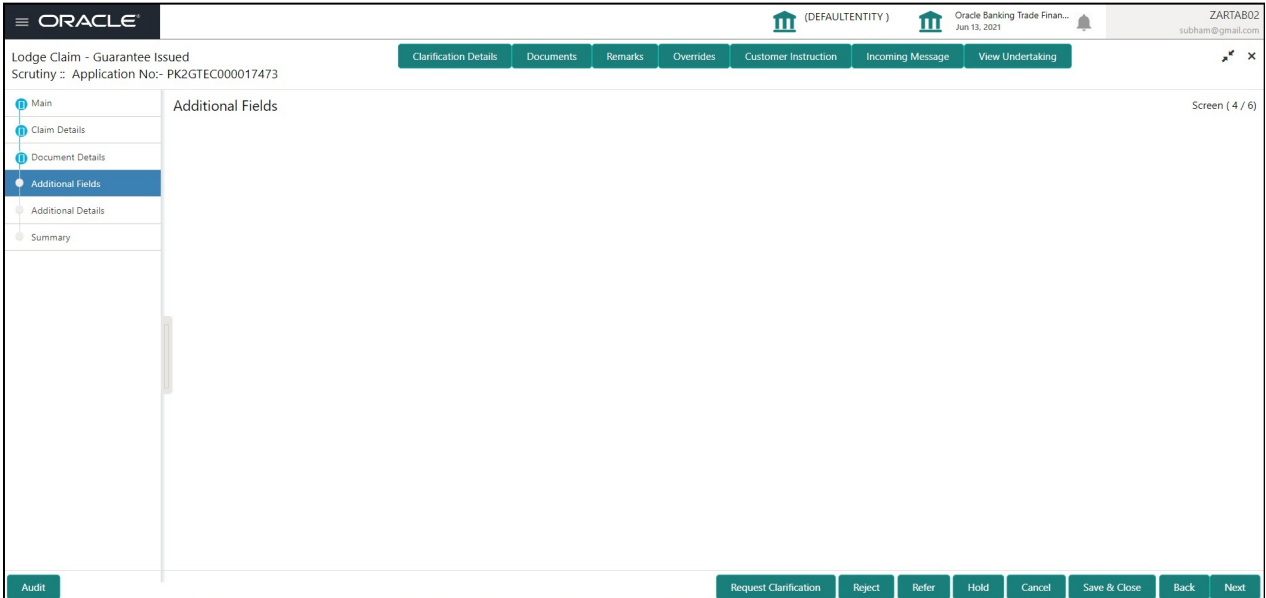 ORACLE®
(DEFAULTENTITY )
Oracle Banking Trade Finan...
Jun 13, 2021
ZARTAB02
subham@gmail.com
Lodge Claim - Guarantee Issued
Scrutiny :: Application No:- PK2GTEC000017473
Clarification Details
Documents
Remarks
Overrides
Customer Instruction
Incoming Message
View Undertaking
Main
Claim Details
Document Details
Additional Fields
Additional Details
Summary
Additional Fields
Screen ( 4 / 6)
Audit
Request Clarification
Reject
Refer
Hold
Cancel
Save & Close
Back
Next